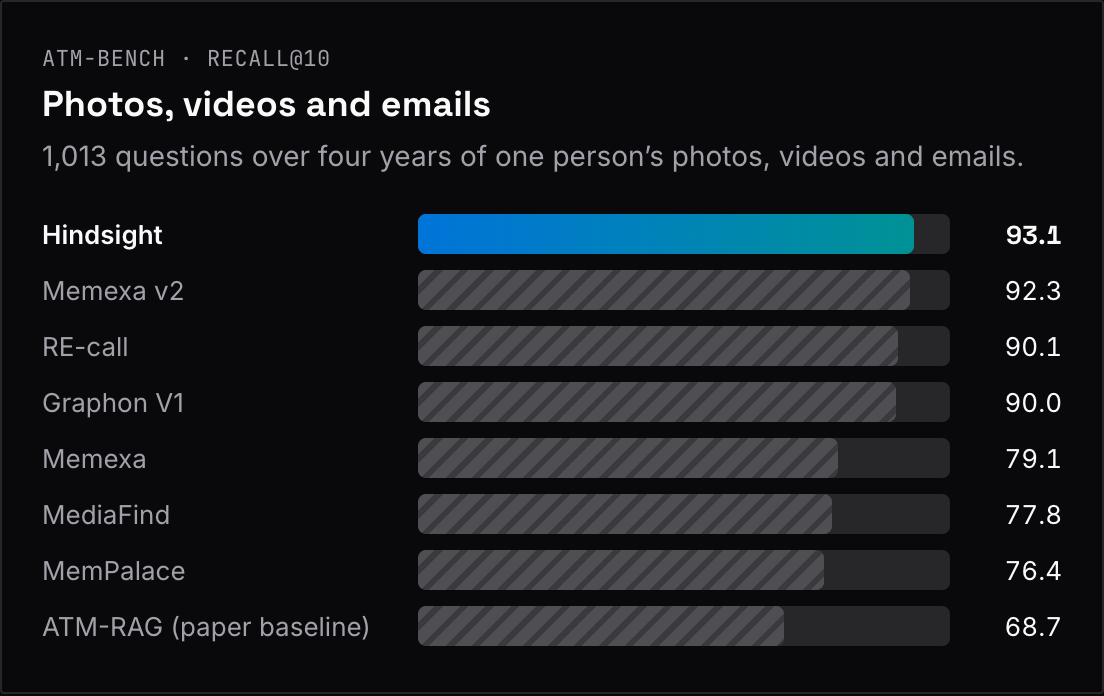 ATM-BENCH · RECALL@10
Photos, videos and emails
1,013 questions over four years of one person’s photos, videos and emails.
Hindsight 93.1
Memexa v2 92.3
RE-call 90.1
Graphon V1 90.0
Memexa 79.1
MediaFind 77.8
MemPalace 76.4
ATM-RAG (paper baseline) 68.7